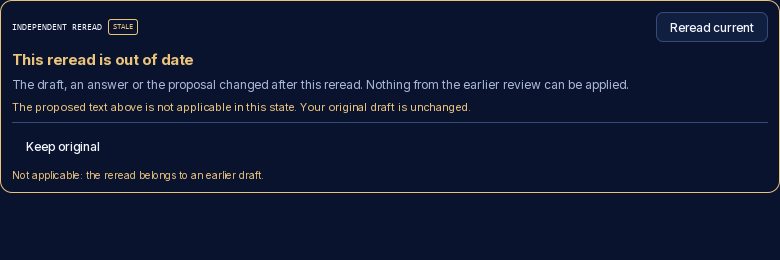 INDEPENDENT REREAD STALE
Reread current
This reread is out of date
The draft, an answer or the proposal changed after this reread. Nothing from the earlier review can be applied.
The proposed text above is not applicable in this state. Your original draft is unchanged.
Keep original
Not applicable: the reread belongs to an earlier draft.